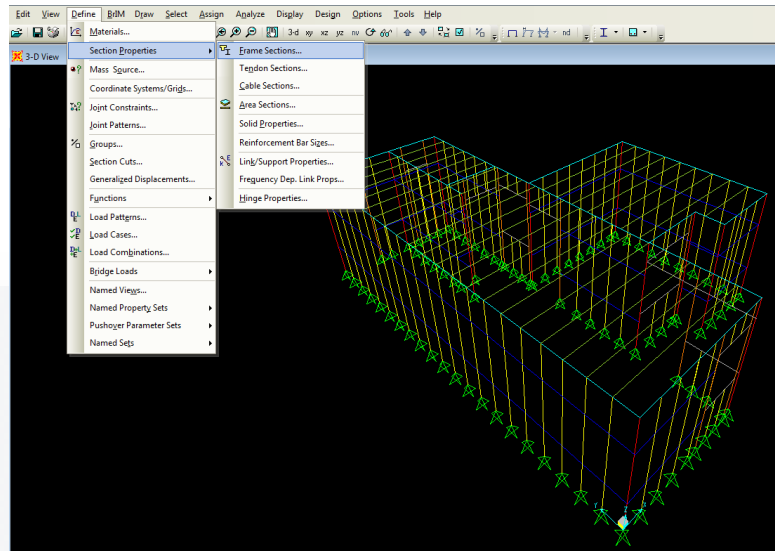 Edit View Define BrIM Draw Select Assign Analyze Display Design Options Tools Help
3-d xy xz yz nv nd
3-D View
Materials...
Section Properties
Mass Source...
Coordinate Systems/Grids...
Joint Constraints...
Joint Patterns...
Groups...
Section Cuts...
Generalized Displacements...
Functions
Load Patterns...
Load Cases...
Load Combinations...
Bridge Loads
Named Views...
Named Property Sets
Pushover Parameter Sets
Named Sets
Frame Sections...
Tendon Sections...
Cable Sections...
Area Sections...
Solid Properties...
Reinforcement Bar Sizes...
Link/Support Properties...
Frequency Dep. Link Props...
Hinge Properties...